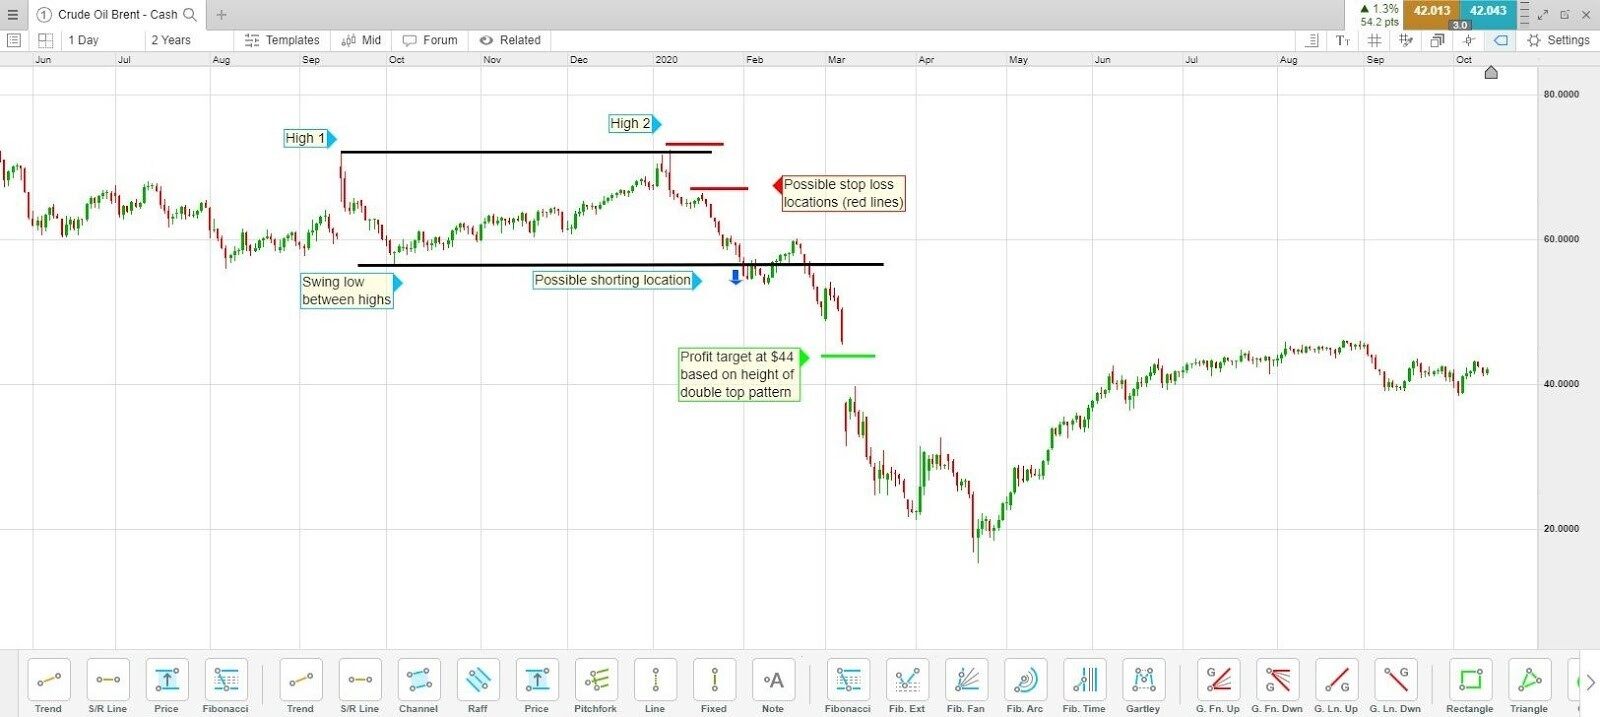 1 Crude Oil Brent - Cash
1.3%
54.2 pts
42.013
42.043
3.0
1 Day
2 Years
Templates
Mid
Forum
Related
Settings
Jun Jul Aug Sep Oct Nov Dec 2020 Feb Mar Apr May Jun Jul Aug Sep Oct
80.0000
60.0000
40.0000
20.0000
High 1
High 2
Possible stop loss
locations (red lines)
Swing low
between highs
Possible shorting location
Profit target at $44
based on height of
double top pattern
Trend S/R Line Price Fibonacci Trend S/R Line Channel Raff Price Pitchfork Line Fixed Note Fibonacci Fib. Ext Fib. Fan Fib. Arc Fib. Time Gartley G. Fn. Up G. Fn. Dwn G. Ln. Up G. Ln. Dwn Rectangle Triangle